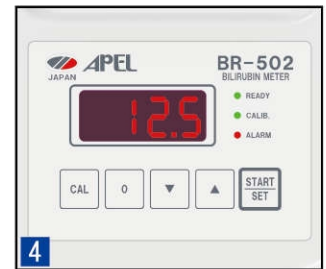 APEL
JAPAN
BR-502
BILIRUBIN METER
12.5
READY
CALIB.
ALARM
CAL
0
▼
▲
START
SET
4